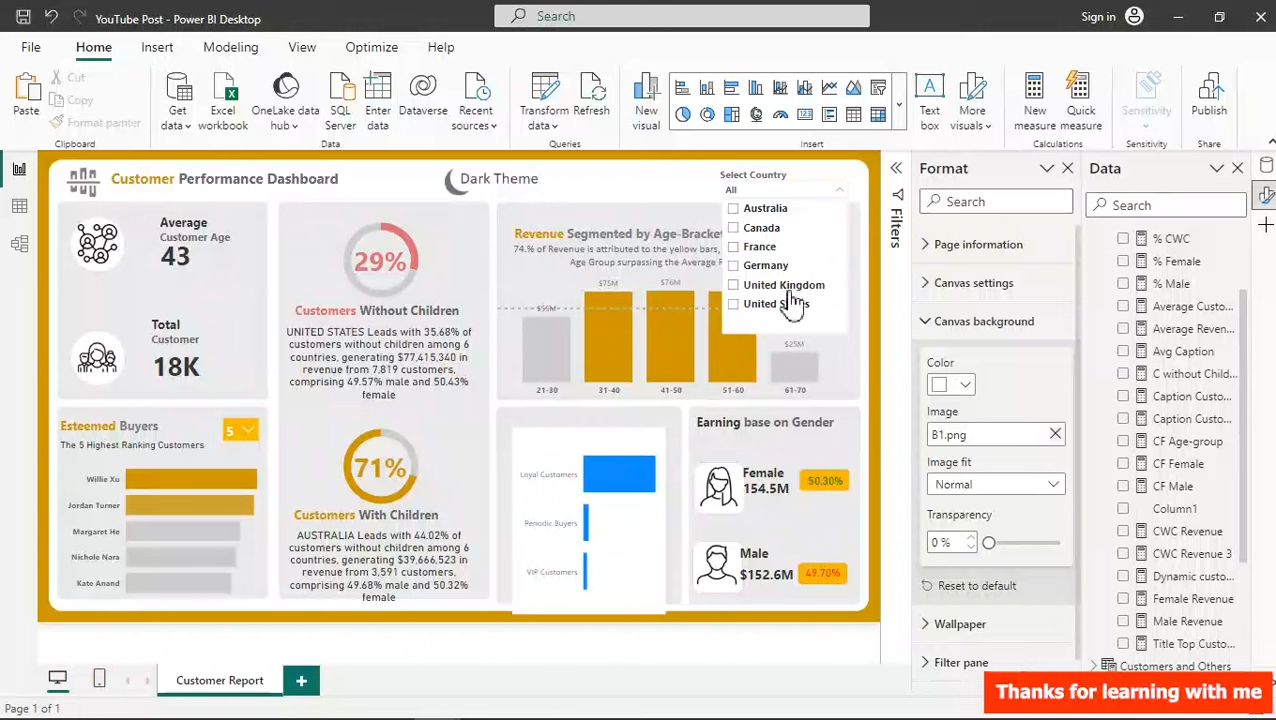 YouTube Post - Power BI Desktop
Search
Sign in
File
Home
Insert
Modeling
View
Optimize
Help
Paste
Cut
Copy
Format painter
Clipboard
Get data
Excel workbook
OneLake data hub
SQL Server
Enter data
Dataverse
Recent sources
Data
Transform data
Refresh
Queries
New visual
Text box
More visuals
Insert
New measure
Quick measure
Calculations
Sensitivity
Sensitivity
Publish
Share
Customer Performance Dashboard
Dark Theme
Select Country
All
Australia
Canada
France
Germany
United Kingdom
United
Average
Customer Age
43
Total
Customer
18K
29%
Customers Without Children
UNITED STATES Leads with 35.68% of
customers without children among 6
countries, generating $77,415,340 in
revenue from 7,819 customers,
comprising 49.57% male and 50.43%
female
71%
Customers With Children
AUSTRALIA Leads with 44.02% of
customers without children among 6
countries, generating $39,666,523 in
revenue from 3,591 customers,
comprising 49.68% male and 50.32%
female
Revenue Segmented by Age-Bracket
74.% of Revenue is attributed to the yellow bars,
Age Group surpassing the Average R
$75M
$76M
$25M
21-30
31-40
41-50
51-60
61-70
Esteemed Buyers
5
The 5 Highest Ranking Customers
Willie Xu
Jordan Turner
Margaret He
Nichole Nara
Kate Anand
Loyal Customers
Periodic Buyers
VIP Customers
Earning base on Gender
Female
154.5M
50.30%
Male
$152.6M
49.70%
Filters
Format
Search
Page information
Canvas settings
Canvas background
Color
Image
B1.png
Image fit
Normal
Transparency
0 %
Reset to default
Wallpaper
Filter pane
Data
Search
% CWC
% Female
% Male
Average Custo...
Average Reven...
Avg Caption
C without Child...
Caption Custo...
Caption Custo...
CF Age-group
CF Female
CF Male
Column1
CWC Revenue
CWC Revenue 3
Dynamic custo...
Female Revenue
Male Revenue
Title Top Custo...
Customers and Others
Customer Report
Page 1 of 1
Thanks for learning with me